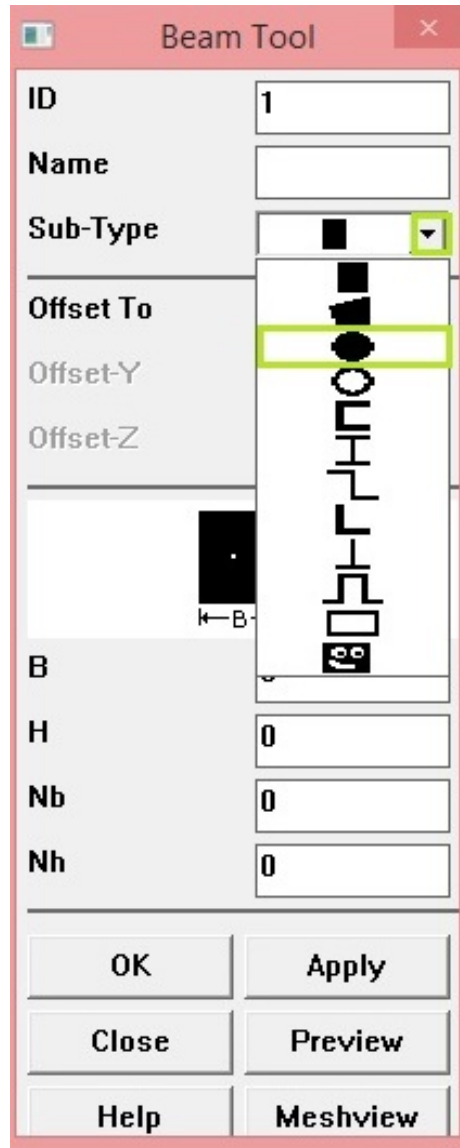 Beam Tool
ID 1
Name
Sub-Type
Offset To
Offset-Y
Offset-Z
B
B
H 0
Nb 0
Nh 0
OK Apply
Close Preview
Help Meshview